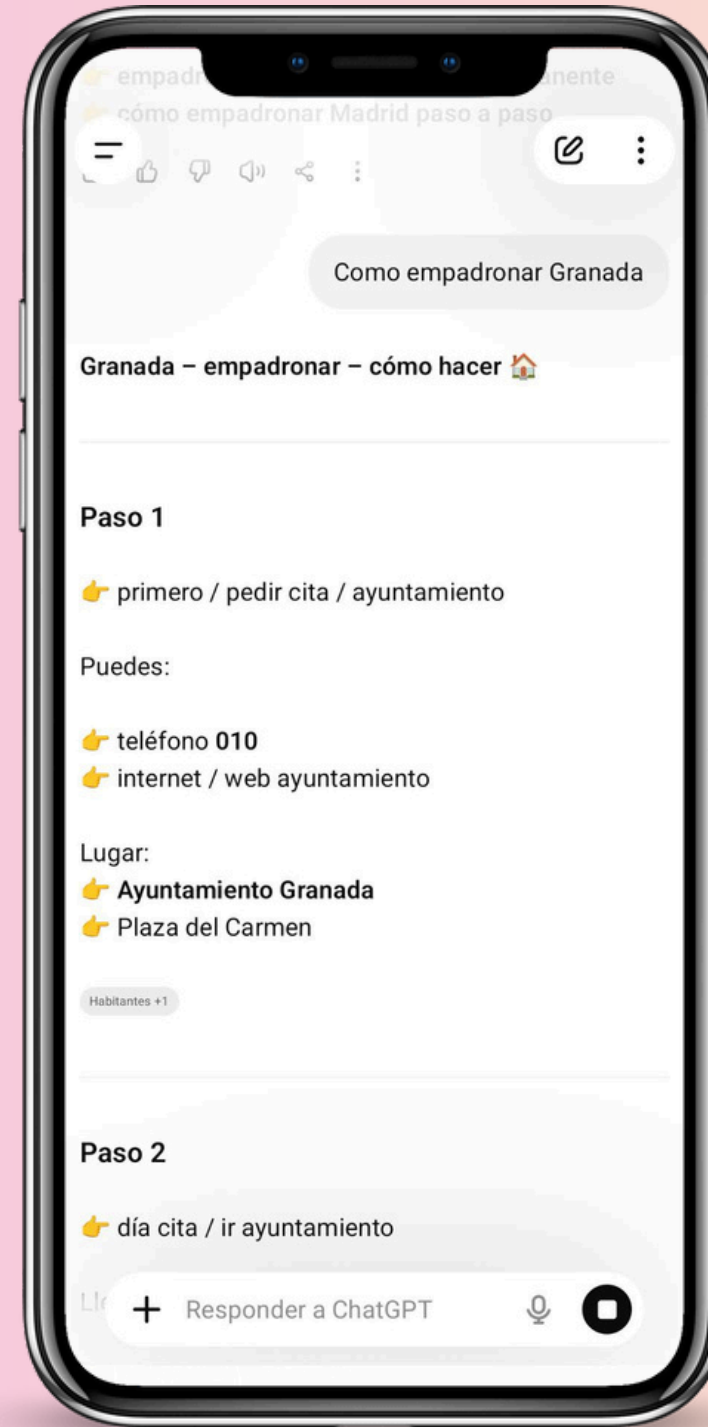 👉 empadr
anente
👉 cómo empadronar Madrid paso a paso
Como empadronar Granada
Granada – empadronar – cómo hacer 🏠
Paso 1
👉 primero / pedir cita / ayuntamiento
Puedes:
👉 teléfono 010
👉 internet / web ayuntamiento
Lugar:
👉 Ayuntamiento Granada
👉 Plaza del Carmen
Habitantes +1
Paso 2
👉 día cita / ir ayuntamiento
Responder a ChatGPT